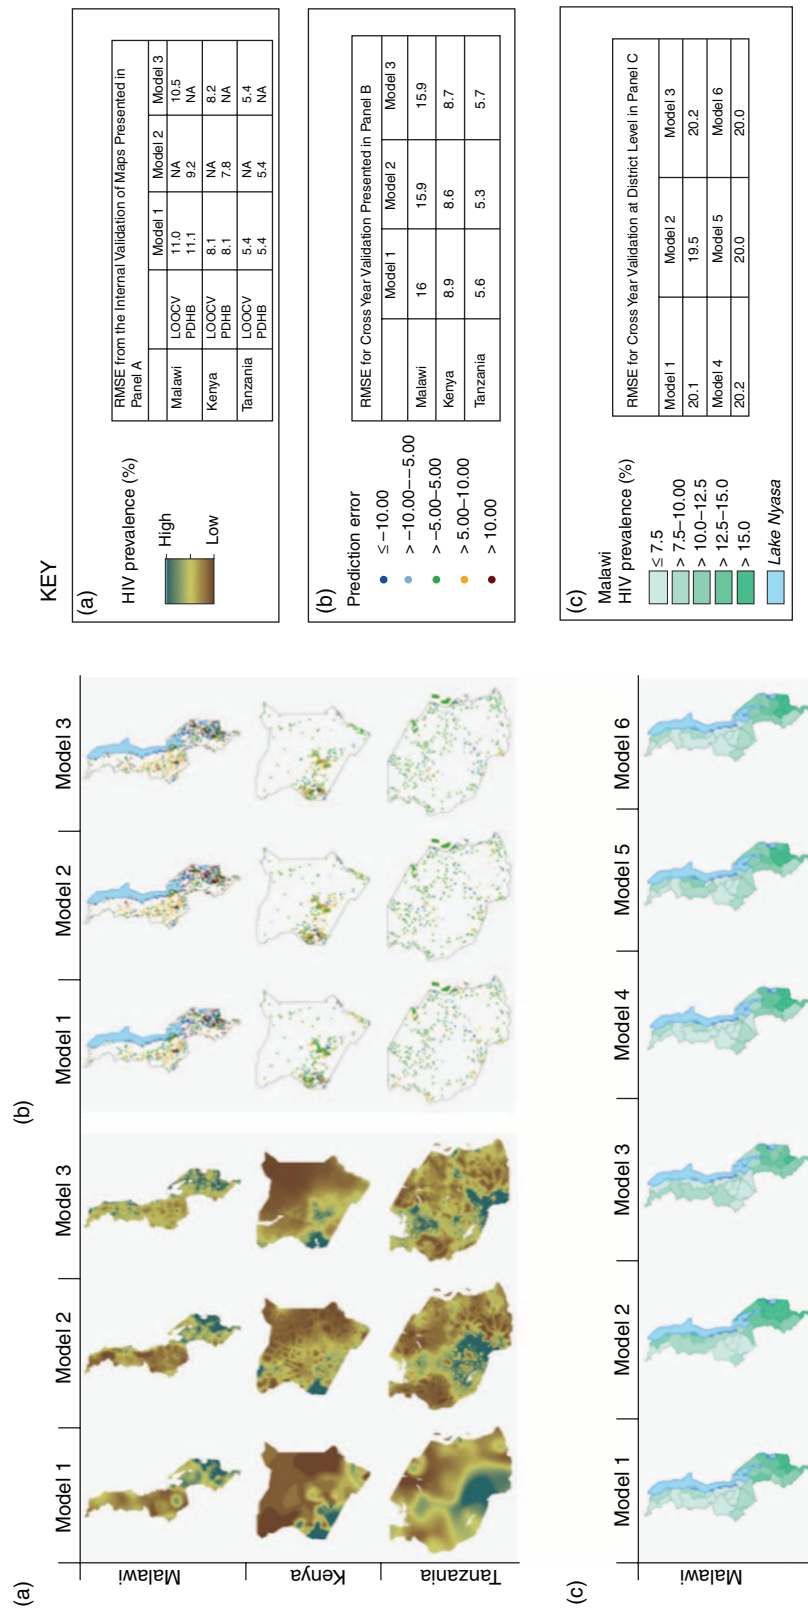 (a)
Model 1
Model 2
Model 3
Malawi
Kenya
Tanzania
(b)
Model 1
Model 2
Model 3
(c)
Model 1
Model 2
Model 3
Model 4
Model 5
Model 6
Malawi
KEY
(a)
HIV prevalence (%)
High
Low
RMSE from the Internal Validation of Maps Presented in
Panel A
Model 1 Model 2 Model 3
Malawi LOOCV 11.0 NA 10.5
PDHB 11.1 9.2 NA
Kenya LOOCV 8.1 NA 8.2
PDHB 8.1 7.8 NA
Tanzania LOOCV 5.4 NA 5.4
PDHB 5.4 5.4 NA
(b)
Prediction error
≤ −10.00
> −10.00–−5.00
> −5.00–5.00
> 5.00–10.00
> 10.00
RMSE for Cross Year Validation Presented in Panel B
Model 1 Model 2 Model 3
Malawi 16 15.9 15.9
Kenya 8.9 8.6 8.7
Tanzania 5.6 5.3 5.7
(c)
Malawi
HIV prevalence (%)
≤ 7.5
> 7.5–10.00
> 10.0–12.5
> 12.5–15.0
> 15.0
Lake Nyasa
RMSE for Cross Year Validation at District Level in Panel C
Model 1 Model 2 Model 3
20.1 19.5 20.2
Model 4 Model 5 Model 6
20.2 20.0 20.0